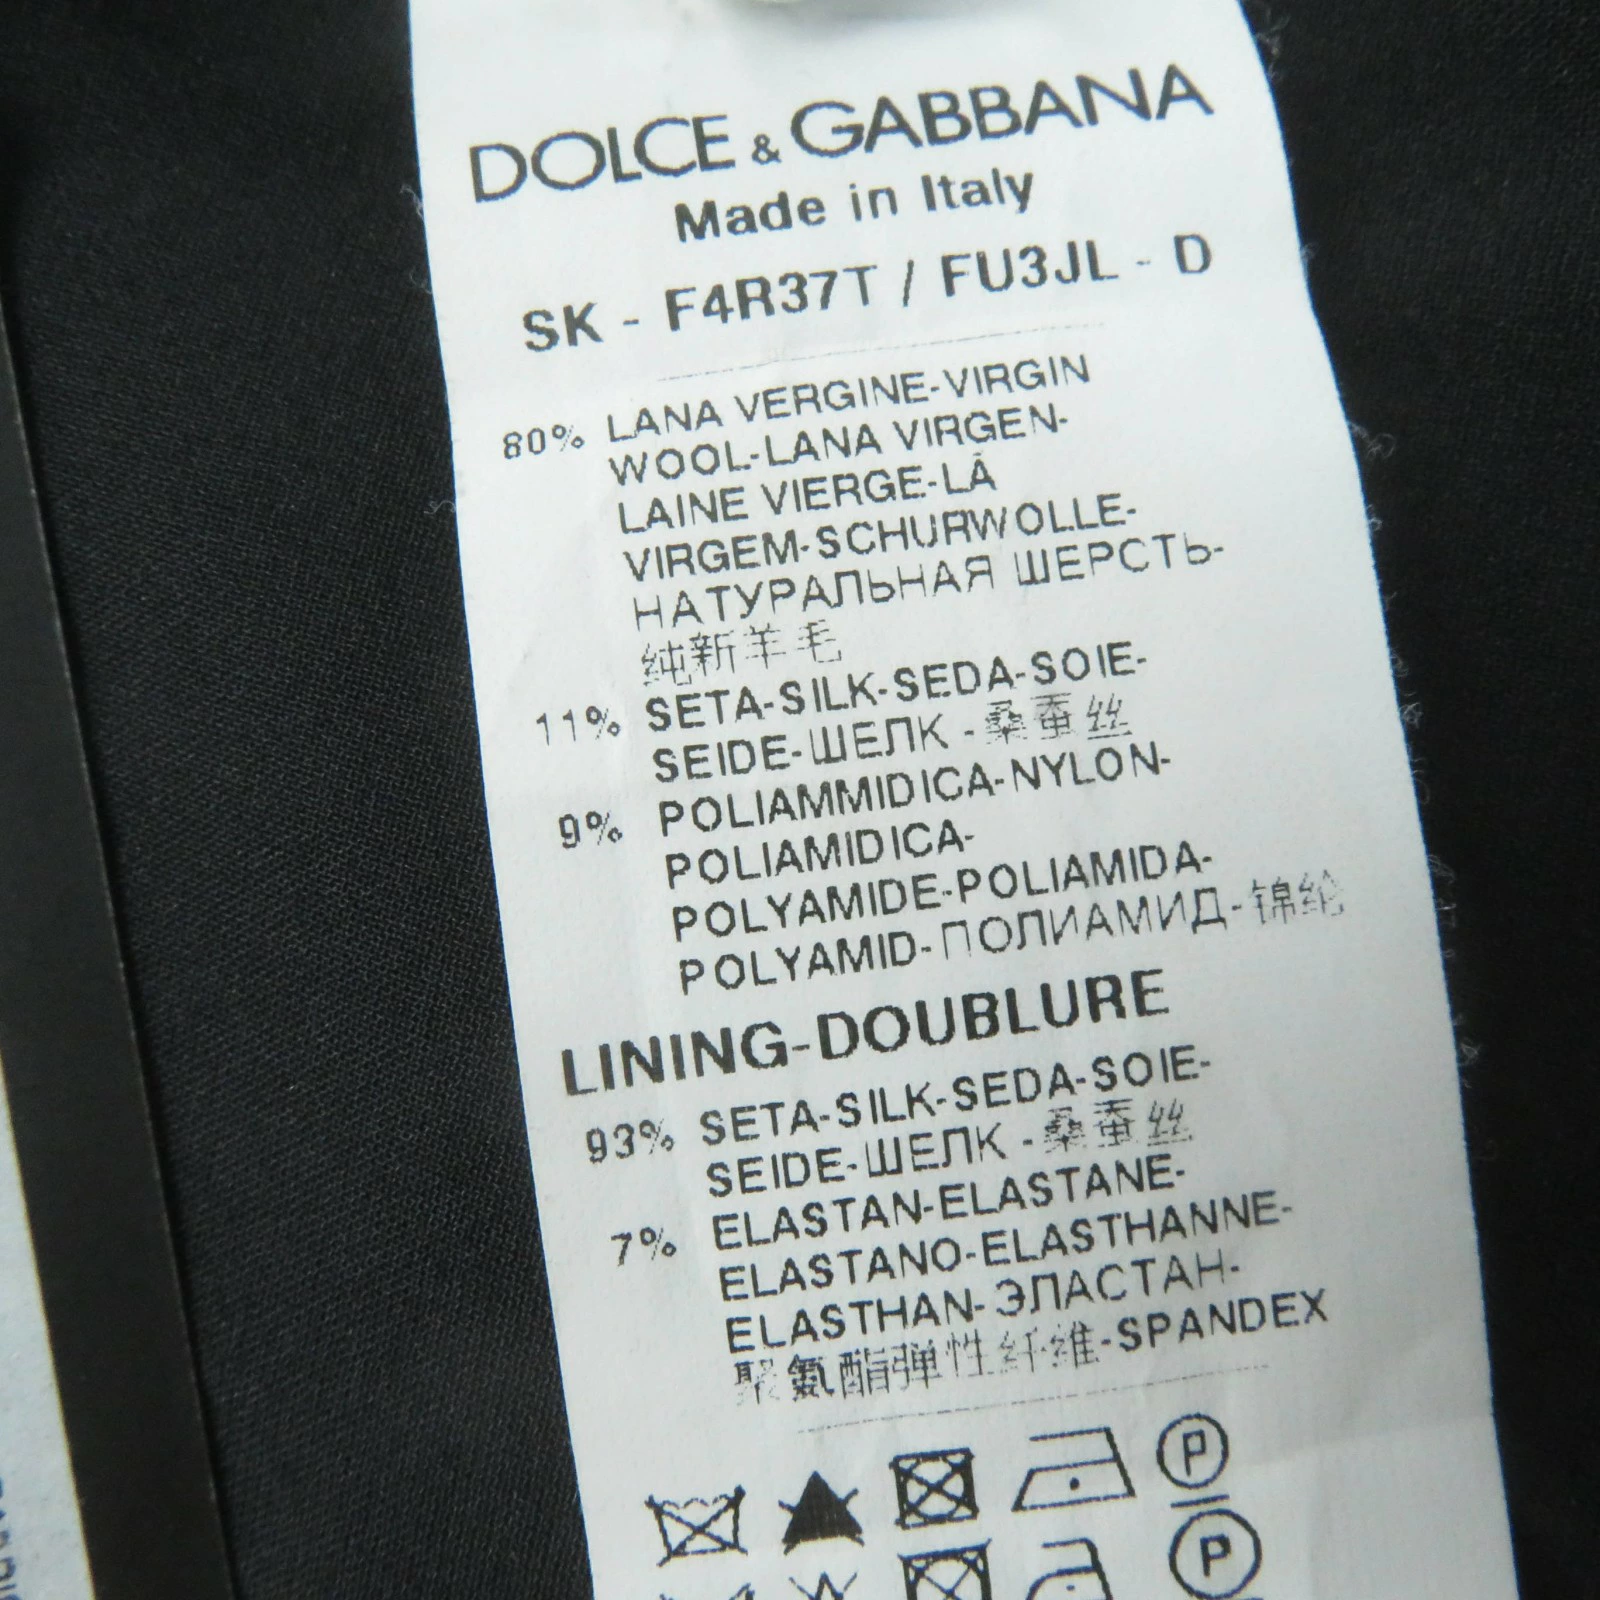 DOLCE & GABBANA
Made in Italy
SK - F4R37T / FU3JL - D
80% LANA VERGINE-VIRGIN
WOOL-LANA VIRGEN-
LAINE VIERGE-LÃ
VIRGEM-SCHURWOLLE-
НАТУРАЛЬНАЯ ШЕРСТЬ-
纯新羊毛
11% SETA-SILK-SEDA-SOIE-
SEIDE-ШЕЛК - 桑蚕丝
9% POLIAMMIDICA-NYLON-
POLIAMIDICA-
POLYAMIDE-POLIAMIDA-
POLYAMID-ПОЛИАМИД-锦纶
LINING-DOUBLURE
93% SETA-SILK-SEDA-SOIE-
SEIDE-ШЕЛК - 桑蚕丝
7% ELASTAN-ELASTANE-
ELASTANO-ELASTHANNE-
ELASTHAN- ЭЛАСТАН-
聚氨酯弹性纤维-SPANDEX
P
P